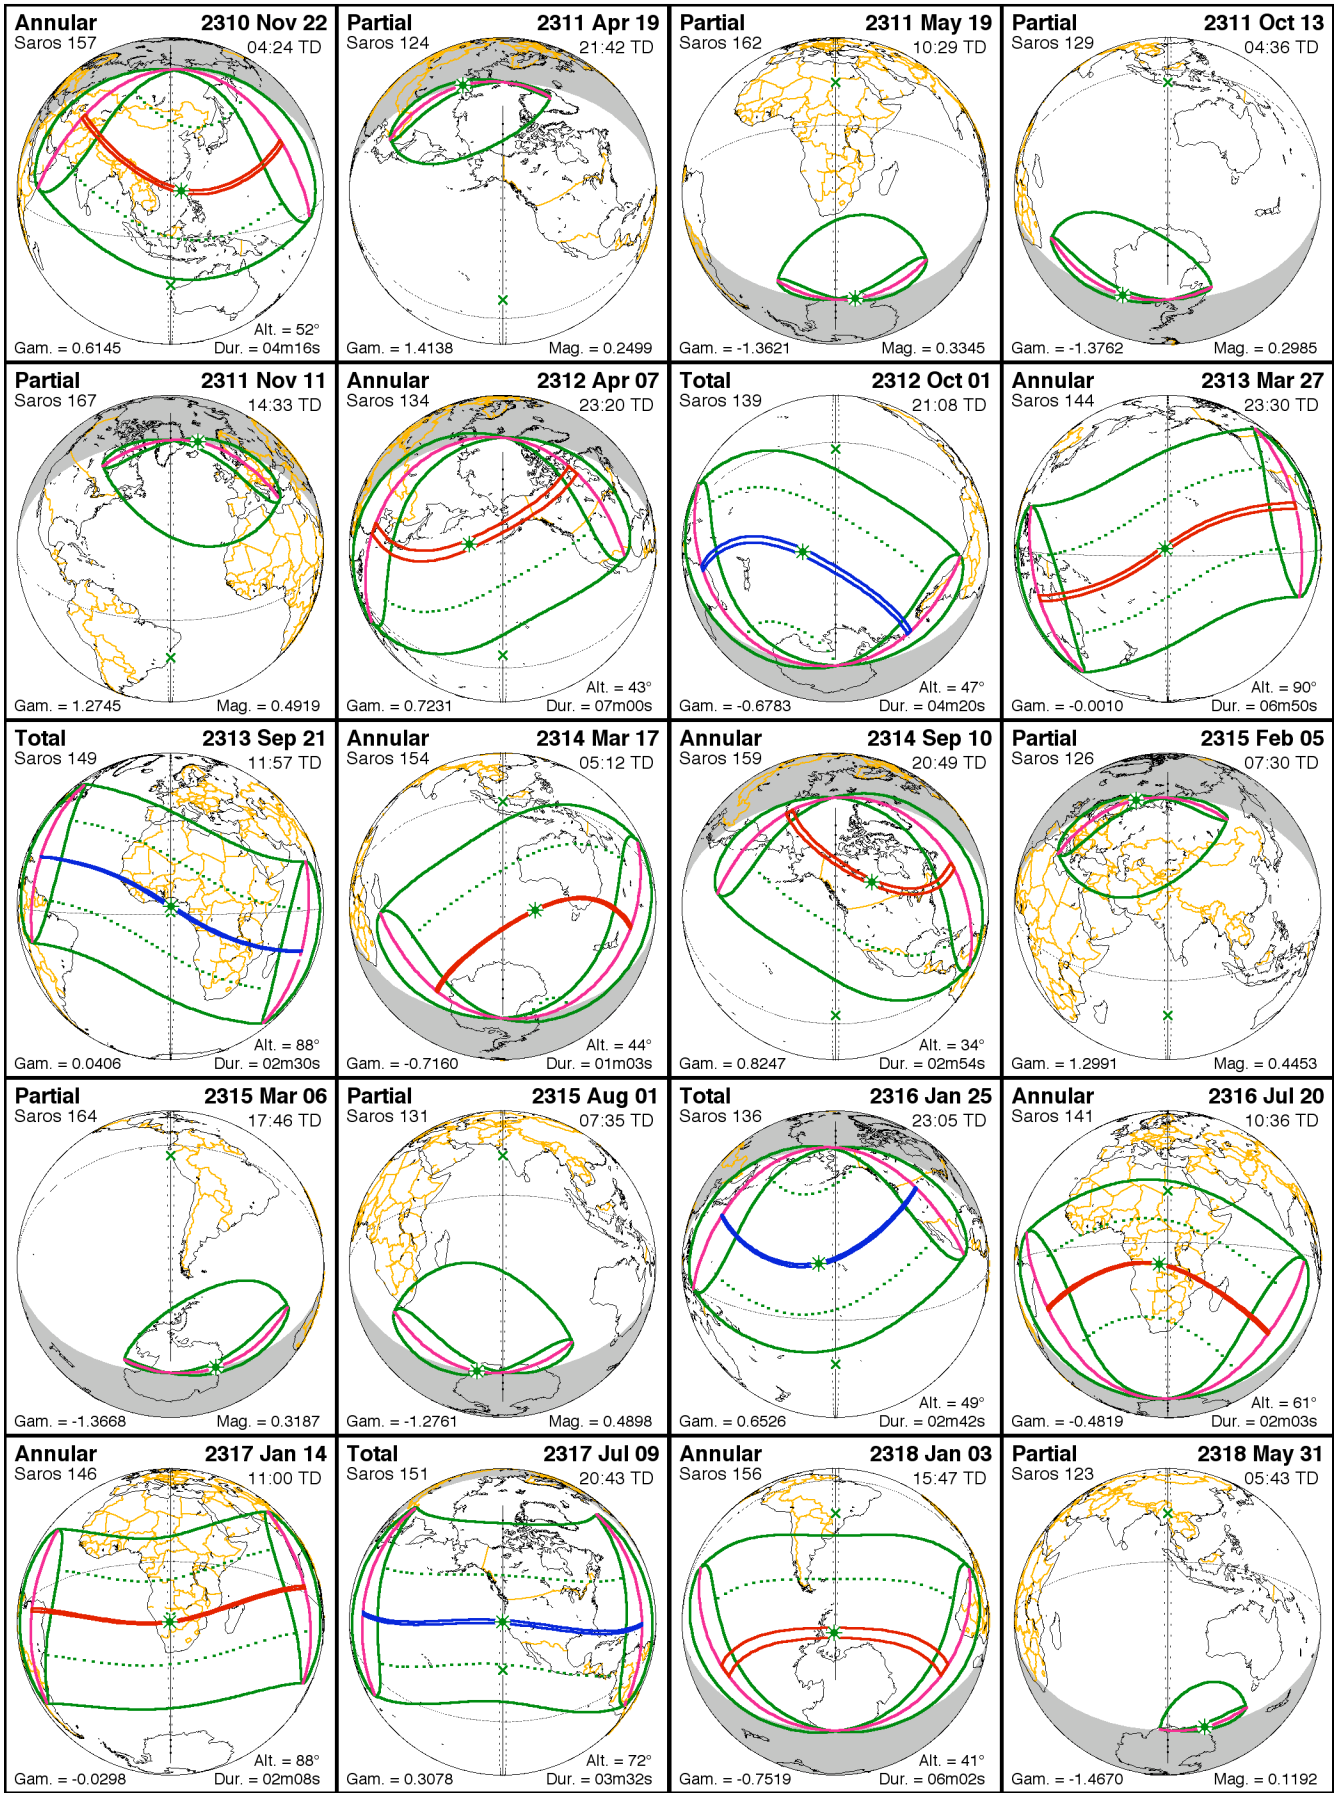 Annular 2310 Nov 22
Saros 157 04:24 TD
Alt. = 52°
Gam. = 0.6145 Dur. = 04m16s
Partial 2311 Apr 19
Saros 124 21:42 TD
Gam. = 1.4138 Mag. = 0.2499
Partial 2311 May 19
Saros 162 10:29 TD
Gam. = -1.3621 Mag. = 0.3345
Partial 2311 Oct 13
Saros 129 04:36 TD
Gam. = -1.3762 Mag. = 0.2985
Partial 2311 Nov 11
Saros 167 14:33 TD
Gam. = 1.2745 Mag. = 0.4919
Annular 2312 Apr 07
Saros 134 23:20 TD
Alt. = 43°
Gam. = 0.7231 Dur. = 07m00s
Total 2312 Oct 01
Saros 139 21:08 TD
Alt. = 47°
Gam. = -0.6783 Dur. = 04m20s
Annular 2313 Mar 27
Saros 144 23:30 TD
Alt. = 90°
Gam. = -0.0010 Dur. = 06m50s
Total 2313 Sep 21
Saros 149 11:57 TD
Alt. = 88°
Gam. = 0.0406 Dur. = 02m30s
Annular 2314 Mar 17
Saros 154 05:12 TD
Alt. = 44°
Gam. = -0.7160 Dur. = 01m03s
Annular 2314 Sep 10
Saros 159 20:49 TD
Alt. = 34°
Gam. = 0.8247 Dur. = 02m54s
Partial 2315 Feb 05
Saros 126 07:30 TD
Gam. = 1.2991 Mag. = 0.4453
Partial 2315 Mar 06
Saros 164 17:46 TD
Gam. = -1.3668 Mag. = 0.3187
Partial 2315 Aug 01
Saros 131 07:35 TD
Gam. = -1.2761 Mag. = 0.4898
Total 2316 Jan 25
Saros 136 23:05 TD
Alt. = 49°
Gam. = 0.6526 Dur. = 02m42s
Annular 2316 Jul 20
Saros 141 10:36 TD
Alt. = 61°
Gam. = -0.4819 Dur. = 02m03s
Annular 2317 Jan 14
Saros 146 11:00 TD
Alt. = 88°
Gam. = -0.0298 Dur. = 02m08s
Total 2317 Jul 09
Saros 151 20:43 TD
Alt. = 72°
Gam. = 0.3078 Dur. = 03m32s
Annular 2318 Jan 03
Saros 156 15:47 TD
Alt. = 41°
Gam. = -0.7519 Dur. = 06m02s
Partial 2318 May 31
Saros 123 05:43 TD
Gam. = -1.4670 Mag. = 0.1192